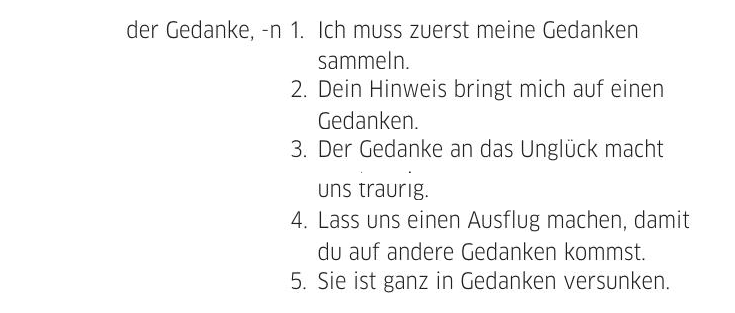 der Gedanke, -n 1. Ich muss zuerst meine Gedanken
sammeln.
2. Dein Hinweis bringt mich auf einen
Gedanken.
3. Der Gedanke an das Unglück macht
uns traurig.
4. Lass uns einen Ausflug machen, damit
du auf andere Gedanken kommst.
5. Sie ist ganz in Gedanken versunken.